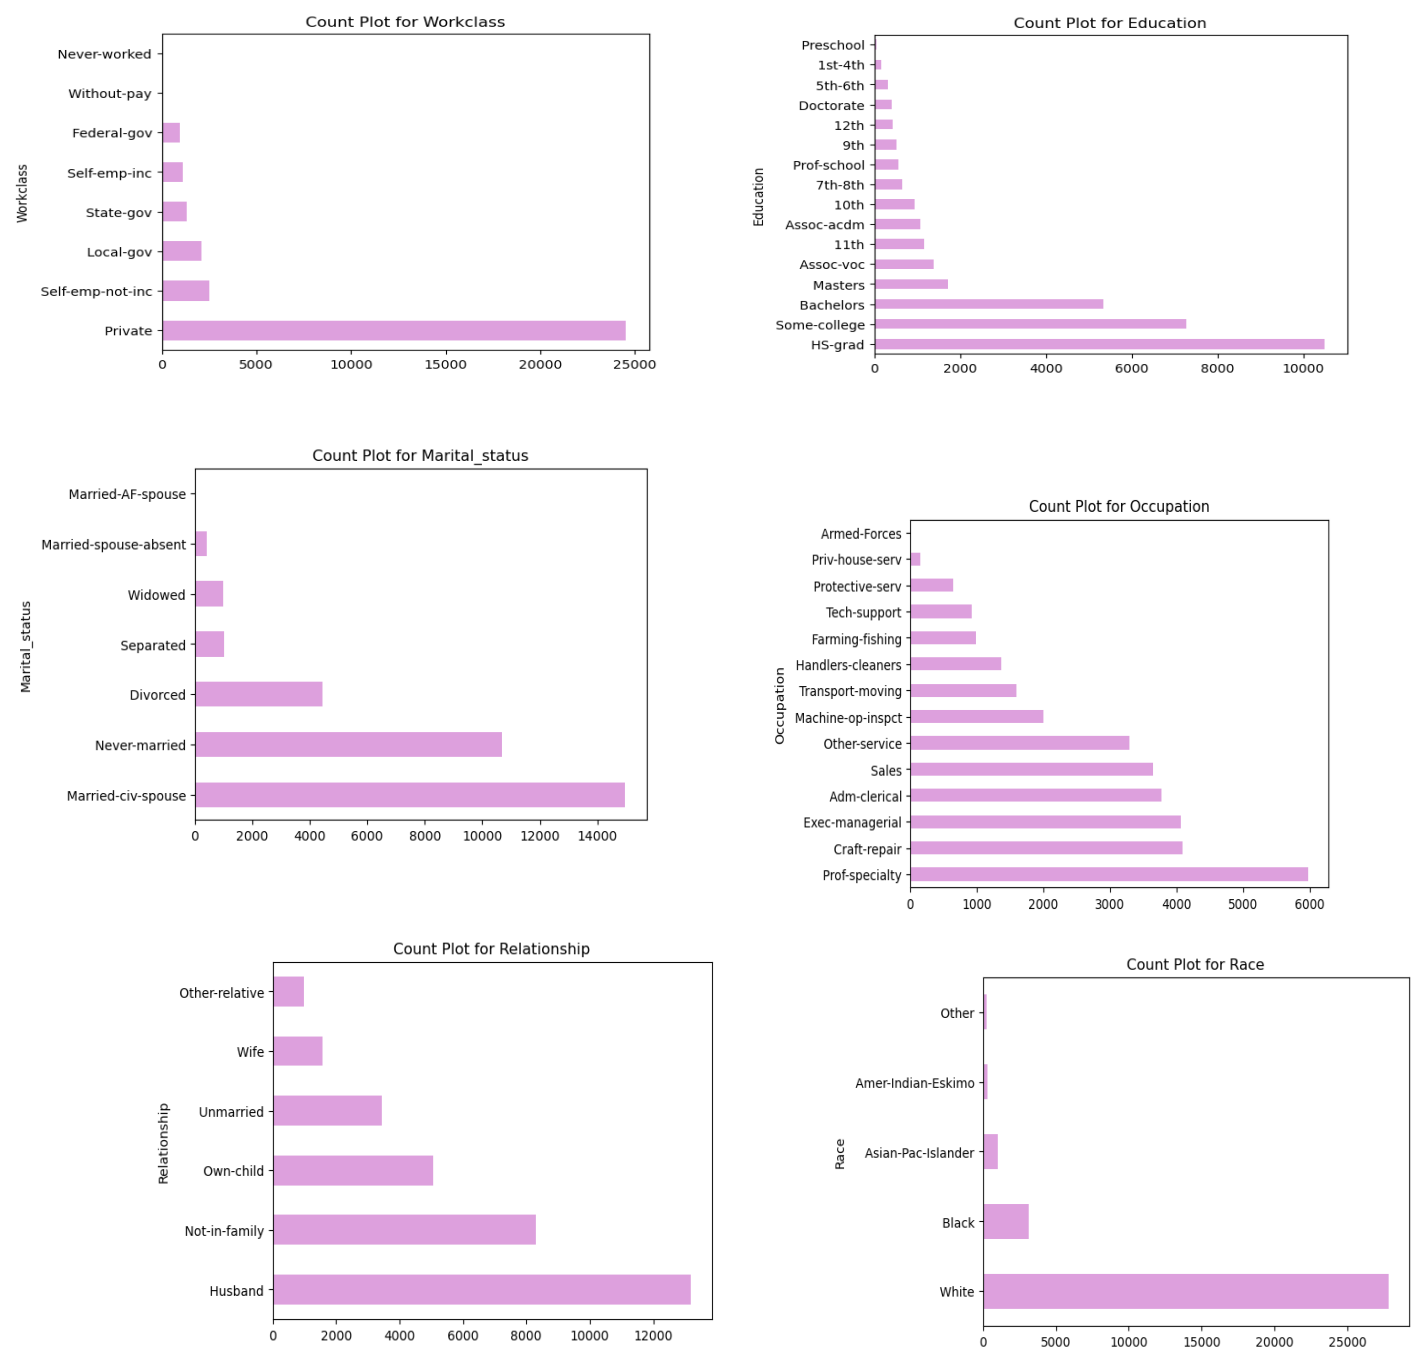 Count Plot for Workclass
Workclass
Never-worked
Without-pay
Federal-gov
Self-emp-inc
State-gov
Local-gov
Self-emp-not-inc
Private
0 5000 10000 15000 20000 25000
Count Plot for Education
Education
Preschool
1st-4th
5th-6th
Doctorate
12th
9th
Prof-school
7th-8th
10th
Assoc-acdm
11th
Assoc-voc
Masters
Bachelors
Some-college
HS-grad
0 2000 4000 6000 8000 10000
Count Plot for Marital_status
Marital_status
Married-AF-spouse
Married-spouse-absent
Widowed
Separated
Divorced
Never-married
Married-civ-spouse
0 2000 4000 6000 8000 10000 12000 14000
Count Plot for Occupation
Occupation
Armed-Forces
Priv-house-serv
Protective-serv
Tech-support
Farming-fishing
Handlers-cleaners
Transport-moving
Machine-op-inspct
Other-service
Sales
Adm-clerical
Exec-managerial
Craft-repair
Prof-specialty
0 1000 2000 3000 4000 5000 6000
Count Plot for Relationship
Relationship
Other-relative
Wife
Unmarried
Own-child
Not-in-family
Husband
0 2000 4000 6000 8000 10000 12000
Count Plot for Race
Race
Other
Amer-Indian-Eskimo
Asian-Pac-Islander
Black
White
0 5000 10000 15000 20000 25000